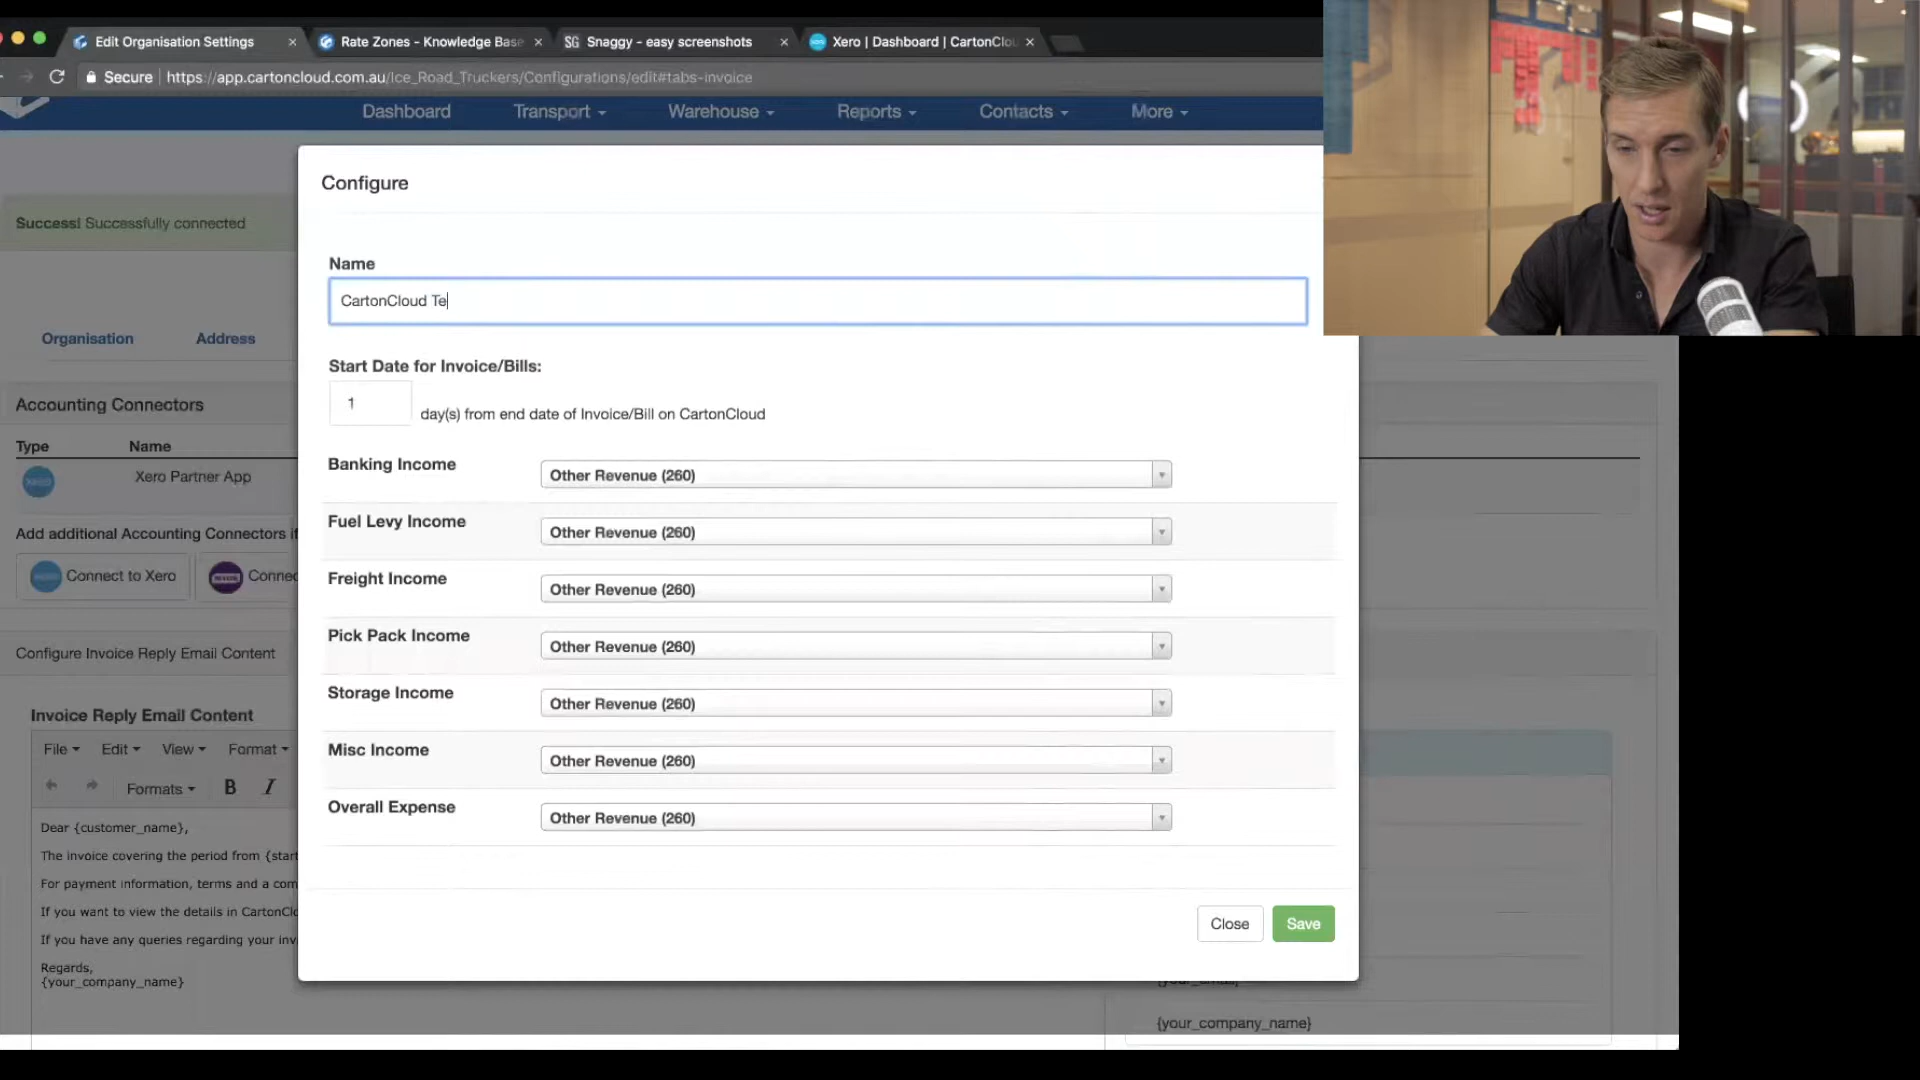 Edit Organisation Settings
Rate Zones - Knowledge Base
SG Snaggy - easy screenshots
Xero | Dashboard | CartonClou
Secure
https://app.cartoncloud.com.au/Ice_Road_Truckers/Configurations/edit#tabs-invoice
Dashboard
Transport
Warehouse
Reports
Contacts
More
Success! Successfully connected
Organisation
Address
Accounting Connectors
Type
Name
Xero Partner App
Add additional Accounting Connectors if
Connect to Xero
Connec
Configure Invoice Reply Email Content
Invoice Reply Email Content
File
Edit
View
Format
Formats
B
I
Dear {customer_name},
The invoice covering the period from {start
For payment information, terms and a com
If you want to view the details in CartonClo
If you have any queries regarding your invo
Regards,
{your_company_name}
Configure
Name
CartonCloud Te
Start Date for Invoice/Bills:
1
day(s) from end date of Invoice/Bill on CartonCloud
Banking Income
Other Revenue (260)
Fuel Levy Income
Other Revenue (260)
Freight Income
Other Revenue (260)
Pick Pack Income
Other Revenue (260)
Storage Income
Other Revenue (260)
Misc Income
Other Revenue (260)
Overall Expense
Other Revenue (260)
Close
Save
{your_company_name}